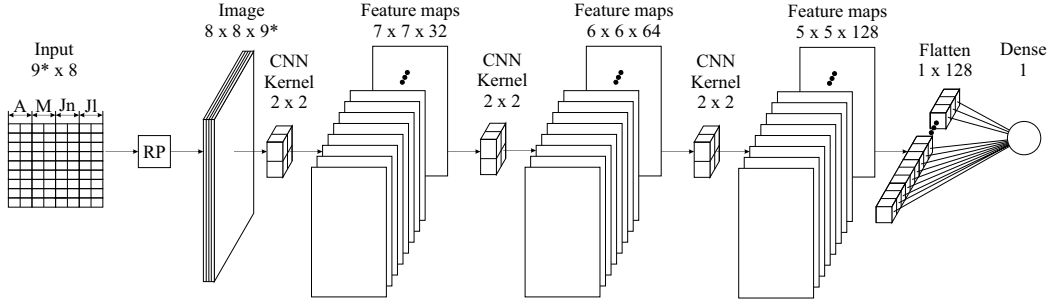 Input
9* x 8
A M Jn Jl
RP
Image
8 x 8 x 9*
CNN
Kernel
2 x 2
Feature maps
7 x 7 x 32
CNN
Kernel
2 x 2
Feature maps
6 x 6 x 64
CNN
Kernel
2 x 2
Feature maps
5 x 5 x 128
Flatten
1 x 128
Dense
1